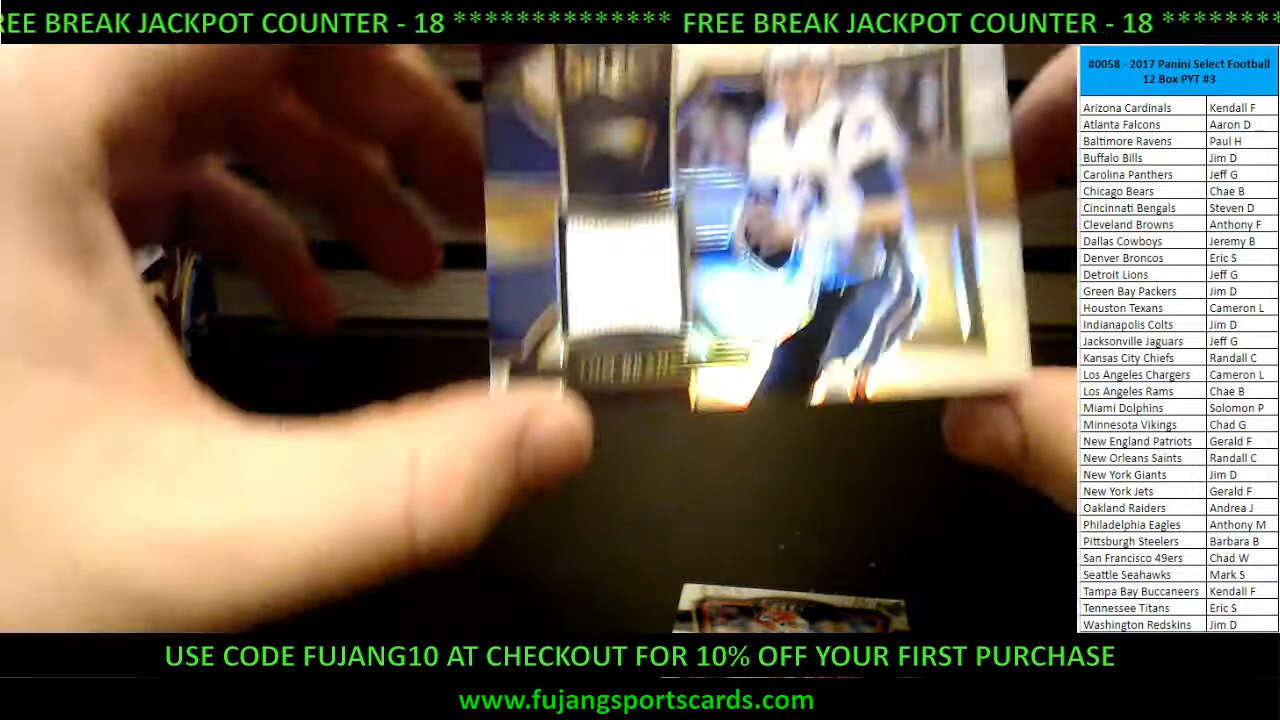 REE BREAK JACKPOT COUNTER - 18 ************** FREE BREAK JACKPOT COUNTER - 18 ********
#0058 - 2017 Panini Select Football
12 Box PYT #3
Arizona Cardinals Kendall F
Atlanta Falcons Aaron D __
Baltimore Ravens Paul H
Buffalo Bills Jim D
Carolina Panthers Jeff G
Chicago Bears Chae B
Cincinnati Bengals Steven D
Cleveland Browns Anthony F
Dallas Cowboys Jeremy B
Denver Broncos Eric S
Detroit Lions Jeff G
Green Bay Packers Jim D
Houston Texans Cameron L
Indianapolis Colts Jim D
Jacksonville Jaguars Jeff G
Kansas City Chiefs Randall C
Los Angeles Chargers Cameron L
Los Angeles Rams Chae B
Miami Dolphins Solomon P
Minnesota Vikings Chad G
New England Patriots Gerald F
New Orleans Saints Randall C
New York Giants Jim D
New York Jets Gerald F
Oakland Raiders Andrea J
Philadelphia Eagles Anthony M
Pittsburgh Steelers Barbara B
San Francisco 49ers Chad W
Seattle Seahawks Mark S
Tampa Bay Buccaneers Kendall F
Tennessee Titans Eric S
Washington Redskins Jim D
USE CODE FUJANG10 AT CHECKOUT FOR 10% OFF YOUR FIRST PURCHASE
www.fujangsportscards.com